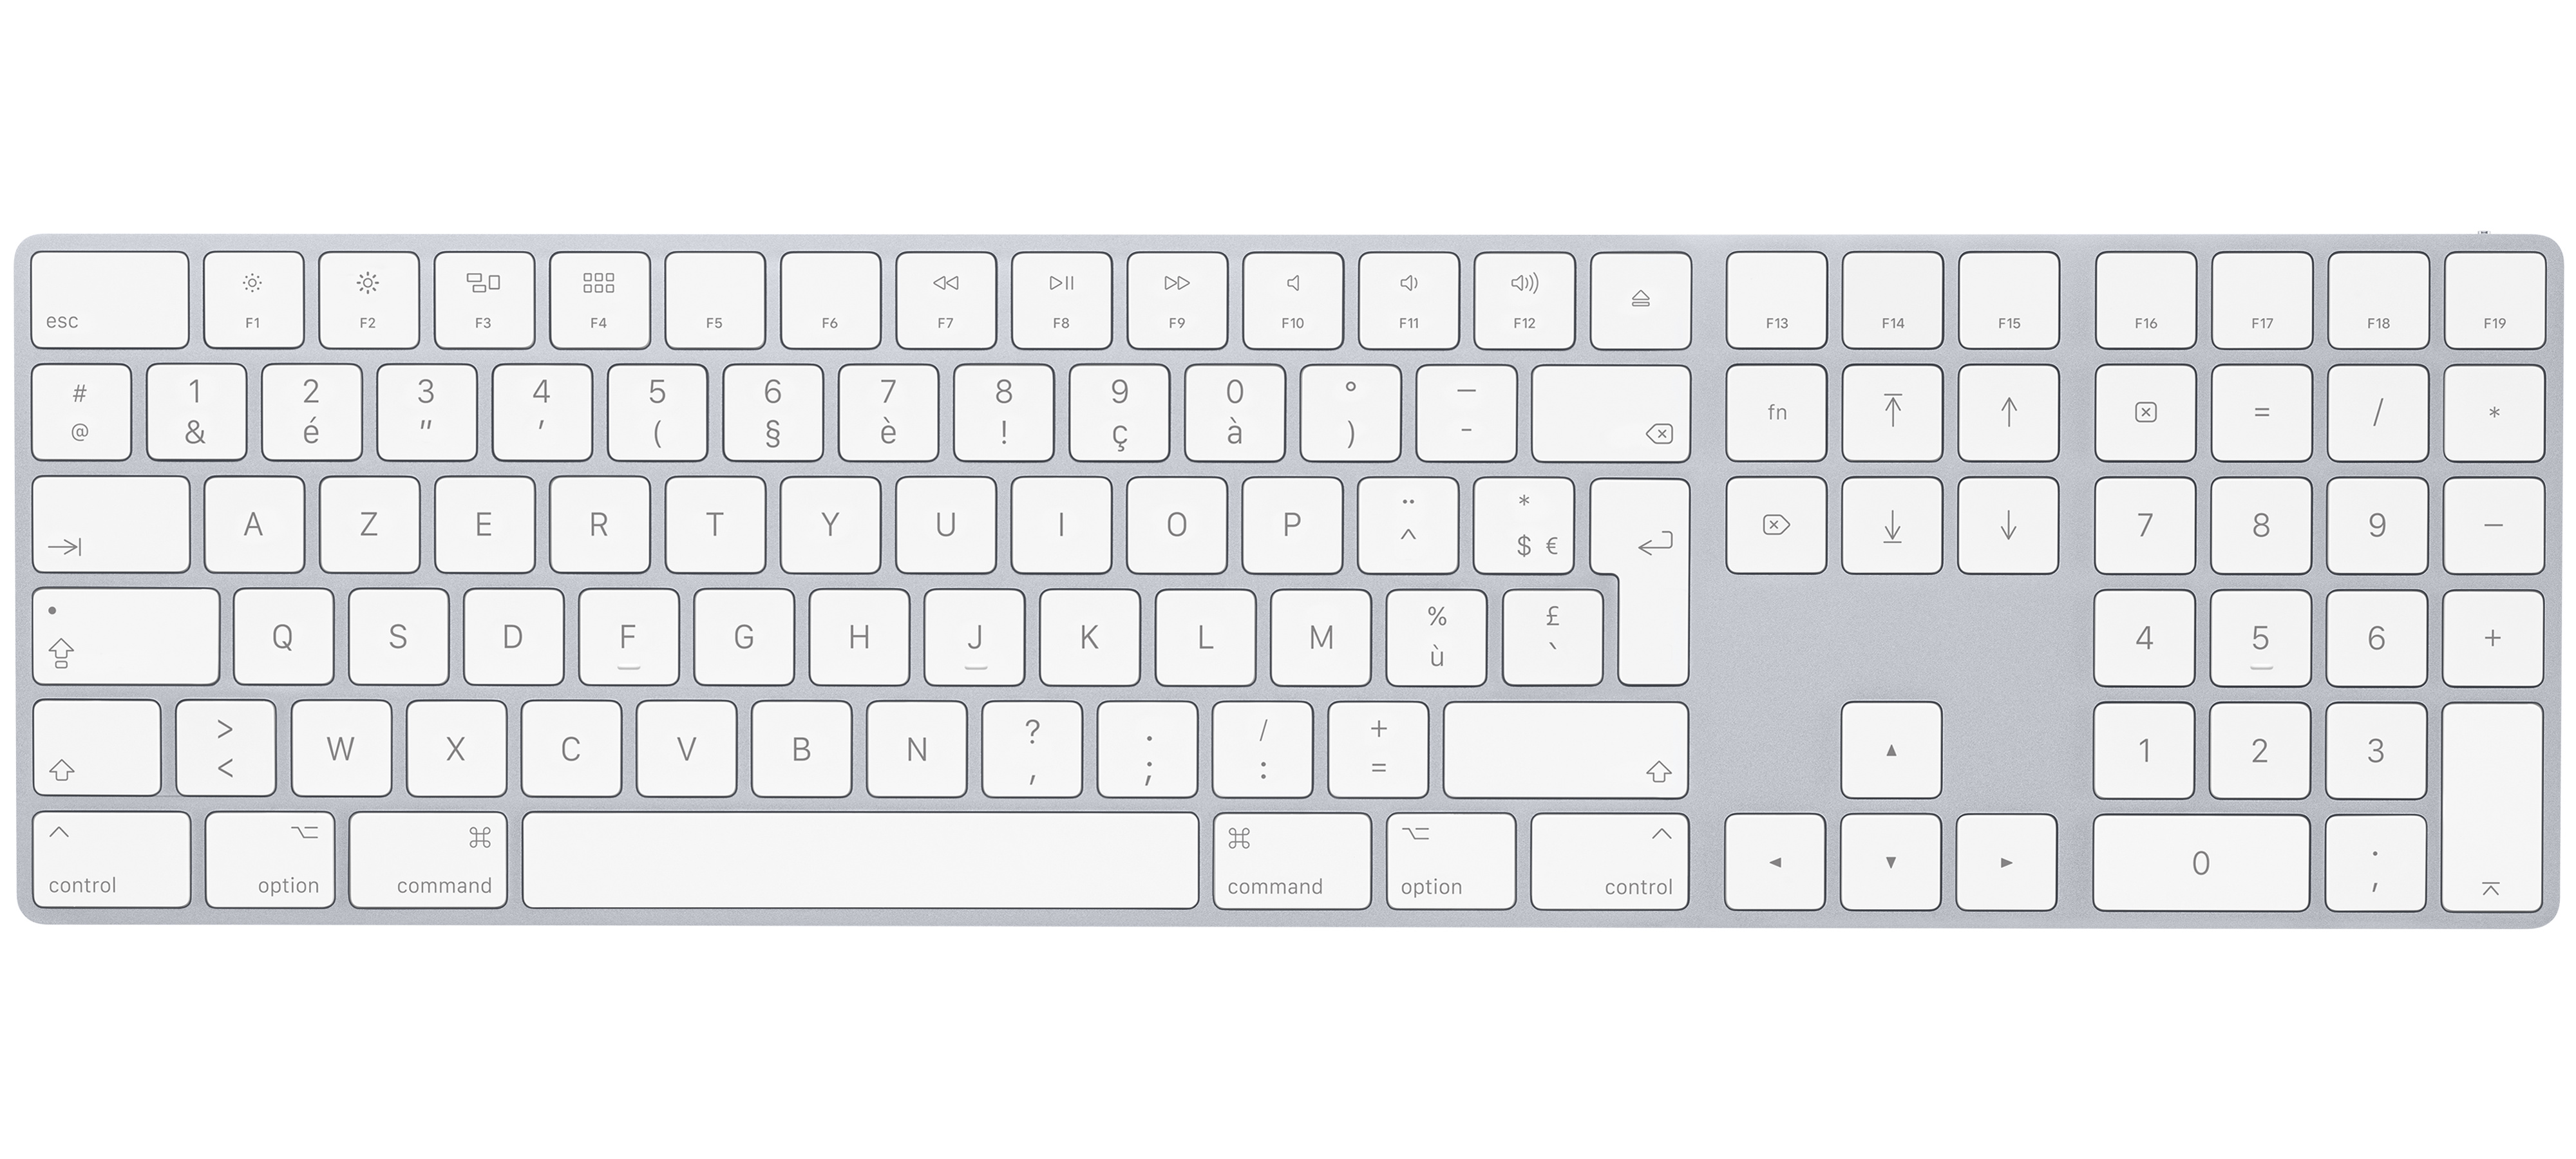 esc F1 F2 F3 F4 F5 F6 F7 F8 F9 F10 F11 F12 F13 F14 F15 F16 F17 F18 F19
# 1 2 3 4 5 6 7 8 9 0 ° _
@ & é " ' ( § è ! ç à ) - fn = / *
A Z E R T Y U I O P ¨ * 7 8 9 −
^ $ €
Q S D F G H J K L M % £ 4 5 6 +
ù `
> W X C V B N ? . / + 1 2 3
< , ; : =
control option command command option control 0 .
,